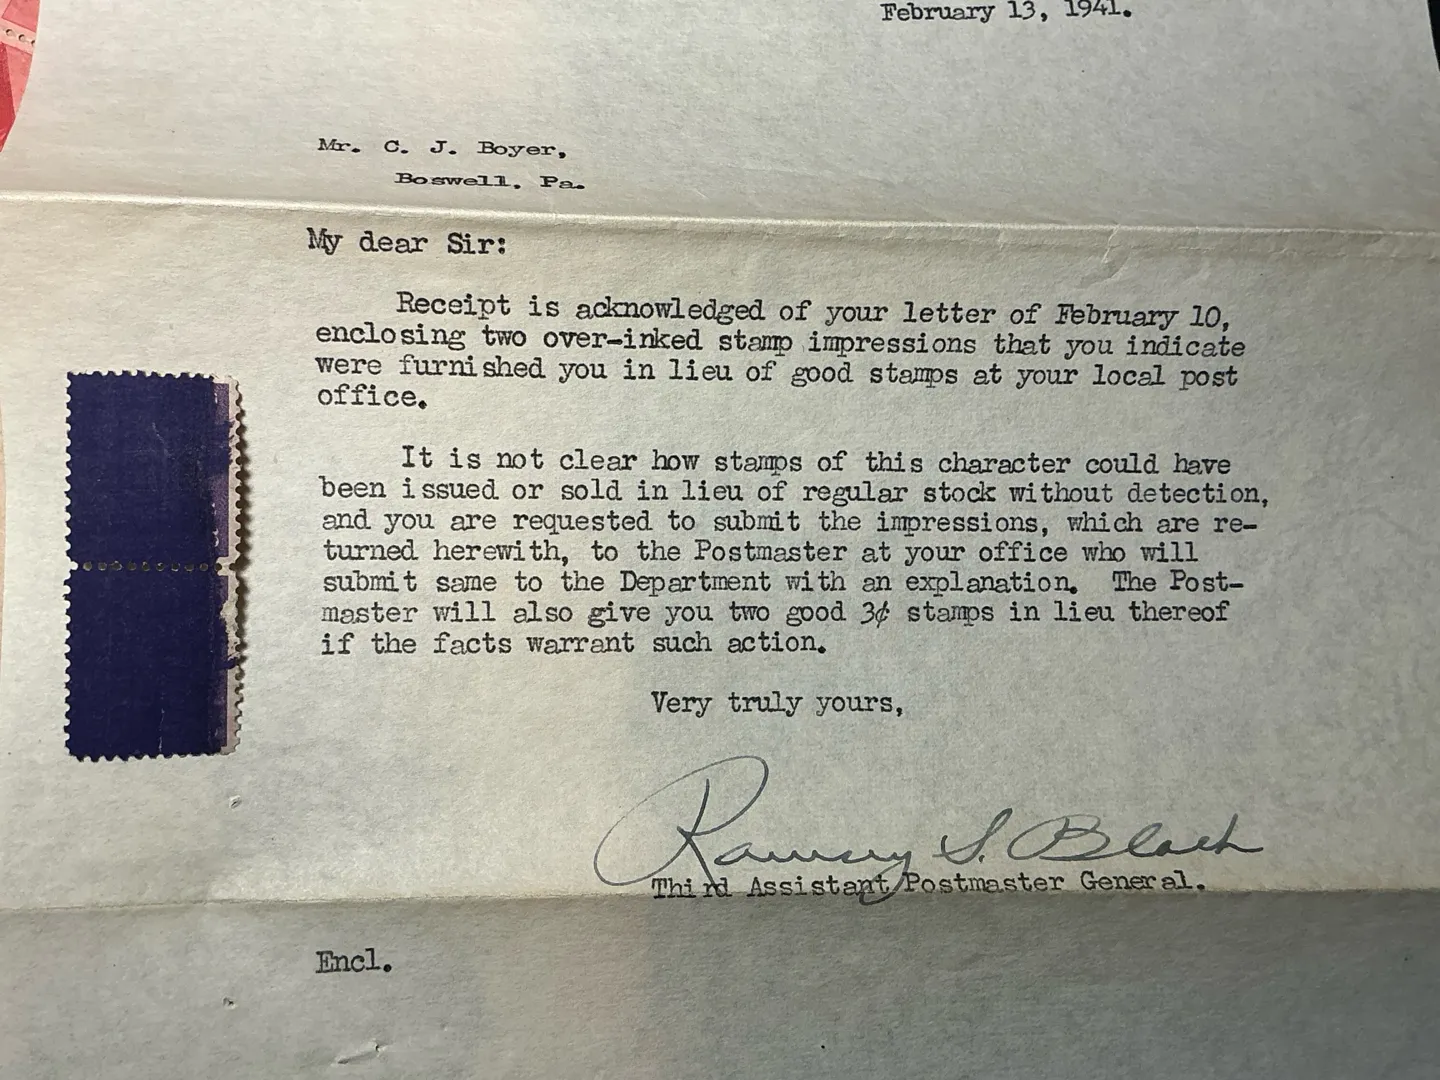 February 13, 1941.
Mr. C. J. Boyer,
Boswell, Pa.
My dear Sir:
Receipt is acknowledged of your letter of February 10,
enclosing two over-inked stamp impressions that you indicate
were furnished you in lieu of good stamps at your local post
office.
It is not clear how stamps of this character could have
been issued or sold in lieu of regular stock without detection,
and you are requested to submit the impressions, which are re-
turned herewith, to the Postmaster at your office who will
submit same to the Department with an explanation. The Post-
master will also give you two good 3¢ stamps in lieu thereof
if the facts warrant such action.
Very truly yours,
Ramsey S. Black
Third Assistant Postmaster General.
Encl.